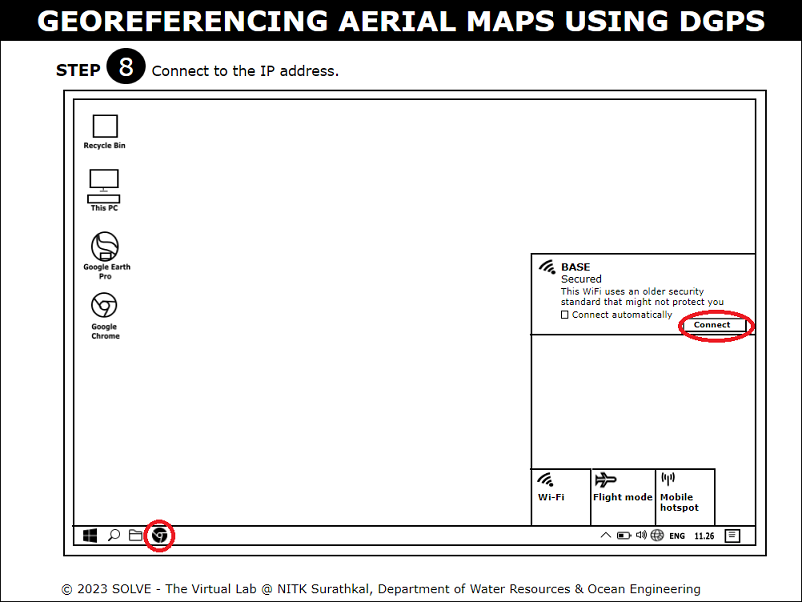 GEOREFERENCING AERIAL MAPS USING DGPS
STEP 8 Connect to the IP address.
Recycle Bin
This PC
Google Earth
Pro
Google
Chrome
BASE
Secured
This WiFi uses an older security
standard that might not protect you
Connect automatically
Connect
Wi-Fi
Flight mode
Mobile
hotspot
ENG 11.26
© 2023 SOLVE - The Virtual Lab @ NITK Surathkal, Department of Water Resources & Ocean Engineering